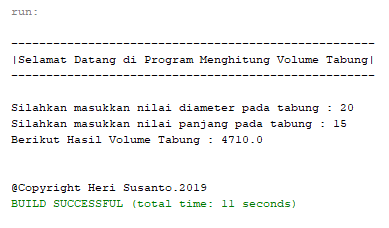 run:
----------------------------------------------------
|Selamat Datang di Program Menghitung Volume Tabung|
----------------------------------------------------
Silahkan masukkan nilai diameter pada tabung : 20
Silahkan masukkan nilai panjang pada tabung : 15
Berikut Hasil Volume Tabung : 4710.0
@Copyright Heri Susanto.2019
BUILD SUCCESSFUL (total time: 11 seconds)